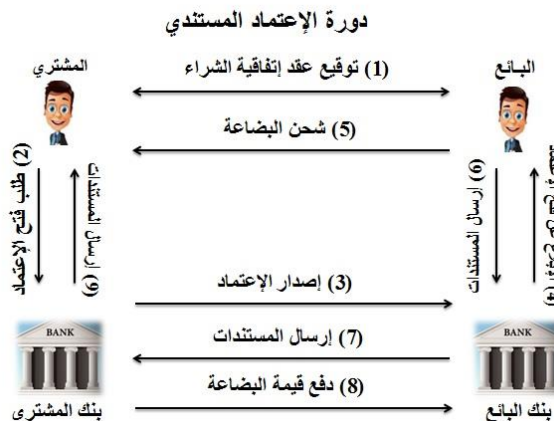 دورة الإعتماد المستندي
المشتري
البائع
(1) توقيع عقد إتفاقية الشراء
(5) شحن البضاعة
(2) طلب فتح الإعتماد
(9) إرسال المستندات
(6) إرسال المستندات
(4)
(3) إصدار الإعتماد
BANK
BANK
(7) إرسال المستندات
(8) دفع قيمة البضاعة
بنك المشتري
بنك البائع